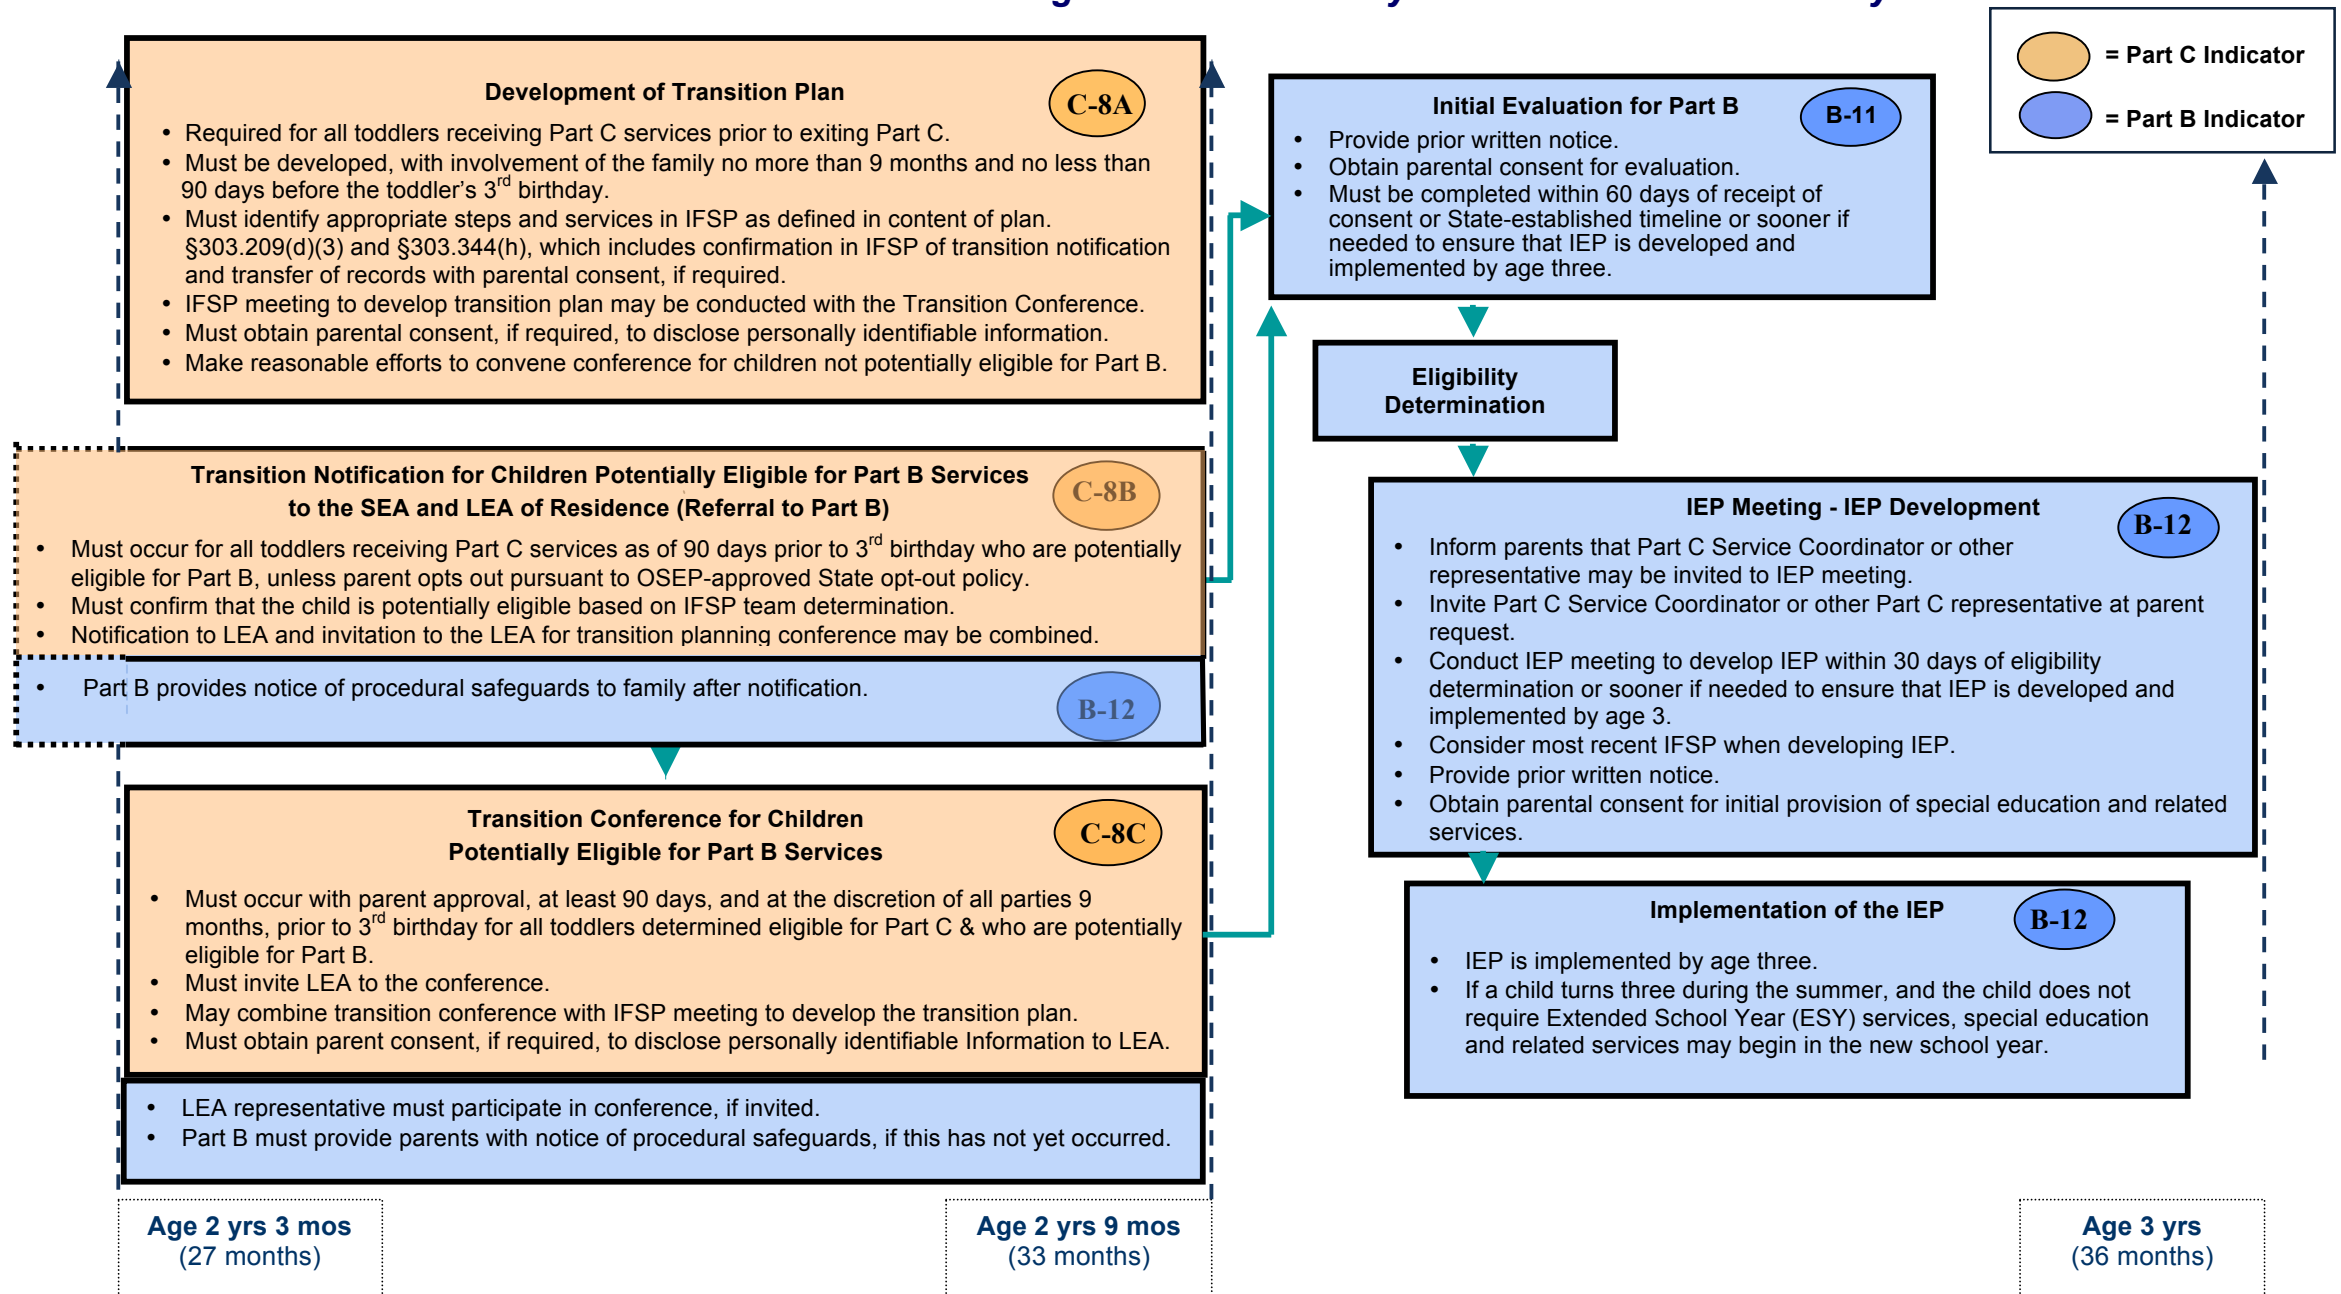 Development of Transition Plan
C-8A
• Required for all toddlers receiving Part C services prior to exiting Part C.
• Must be developed, with involvement of the family no more than 9 months and no less than
90 days before the toddler’s 3rd birthday.
• Must identify appropriate steps and services in IFSP as defined in content of plan.
§303.209(d)(3) and §303.344(h), which includes confirmation in IFSP of transition notification
and transfer of records with parental consent, if required.
• IFSP meeting to develop transition plan may be conducted with the Transition Conference.
• Must obtain parental consent, if required, to disclose personally identifiable information.
• Make reasonable efforts to convene conference for children not potentially eligible for Part B.
Transition Notification for Children Potentially Eligible for Part B Services
to the SEA and LEA of Residence (Referral to Part B)
C-8B
• Must occur for all toddlers receiving Part C services as of 90 days prior to 3rd birthday who are potentially
eligible for Part B, unless parent opts out pursuant to OSEP-approved State opt-out policy.
• Must confirm that the child is potentially eligible based on IFSP team determination.
• Notification to LEA and invitation to the LEA for transition planning conference may be combined.
• Part B provides notice of procedural safeguards to family after notification.
B-12
Transition Conference for Children
Potentially Eligible for Part B Services
C-8C
• Must occur with parent approval, at least 90 days, and at the discretion of all parties 9
months, prior to 3rd birthday for all toddlers determined eligible for Part C & who are potentially
eligible for Part B.
• Must invite LEA to the conference.
• May combine transition conference with IFSP meeting to develop the transition plan.
• Must obtain parent consent, if required, to disclose personally identifiable Information to LEA.
• LEA representative must participate in conference, if invited.
• Part B must provide parents with notice of procedural safeguards, if this has not yet occurred.
Initial Evaluation for Part B
B-11
• Provide prior written notice.
• Obtain parental consent for evaluation.
• Must be completed within 60 days of receipt of
consent or State-established timeline or sooner if
needed to ensure that IEP is developed and
implemented by age three.
Eligibility
Determination
IEP Meeting - IEP Development
B-12
• Inform parents that Part C Service Coordinator or other
representative may be invited to IEP meeting.
• Invite Part C Service Coordinator or other Part C representative at parent
request.
• Conduct IEP meeting to develop IEP within 30 days of eligibility
determination or sooner if needed to ensure that IEP is developed and
implemented by age 3.
• Consider most recent IFSP when developing IEP.
• Provide prior written notice.
• Obtain parental consent for initial provision of special education and related
services.
Implementation of the IEP
B-12
• IEP is implemented by age three.
• If a child turns three during the summer, and the child does not
require Extended School Year (ESY) services, special education
and related services may begin in the new school year.
= Part C Indicator
= Part B Indicator
Age 2 yrs 3 mos
(27 months)
Age 2 yrs 9 mos
(33 months)
Age 3 yrs
(36 months)